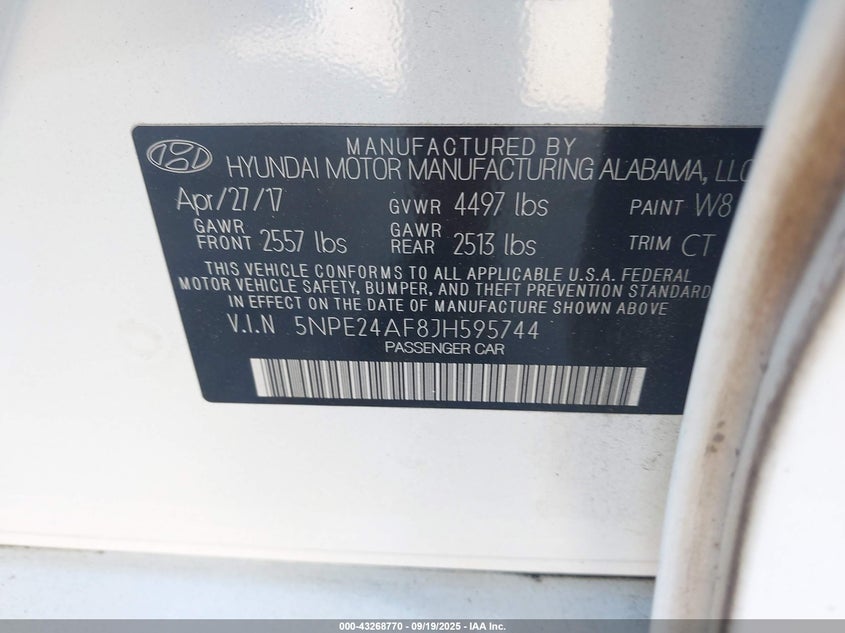 MANUFACTURED BY
HYUNDAI MOTOR MANUFACTURING ALABAMA, LLC
Apr/27/17 GVWR 4497 lbs PAINT W8
GAWR FRONT 2557 lbs GAWR REAR 2513 lbs TRIM CT
THIS VEHICLE CONFORMS TO ALL APPLICABLE U.S.A. FEDERAL
MOTOR VEHICLE SAFETY, BUMPER, AND THEFT PREVENTION STANDARD
IN EFFECT ON THE DATE OF MANUFACTURE SHOWN ABOVE
V.I.N 5NPE24AF8JH595744
PASSENGER CAR
000-43268770 - 09/19/2025 - IAA Inc.